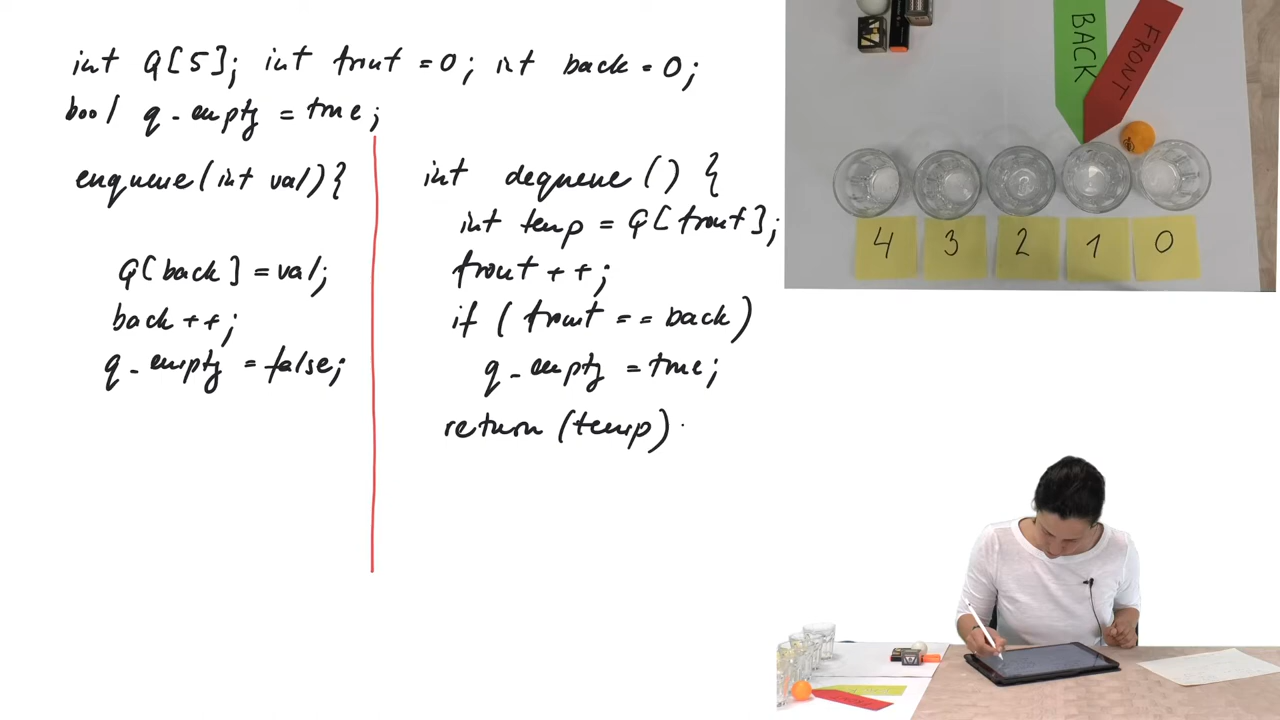 int Q[5]; int front = 0; int back = 0;
bool q_empty = true;
enqueue(int val){
Q[back] = val;
back++;
q_empty = false;
int dequeue () {
int temp = Q[front];
front++;
if (front == back)
q_empty = true;
return (temp)
BACK
FRONT
4 3 2 1 0